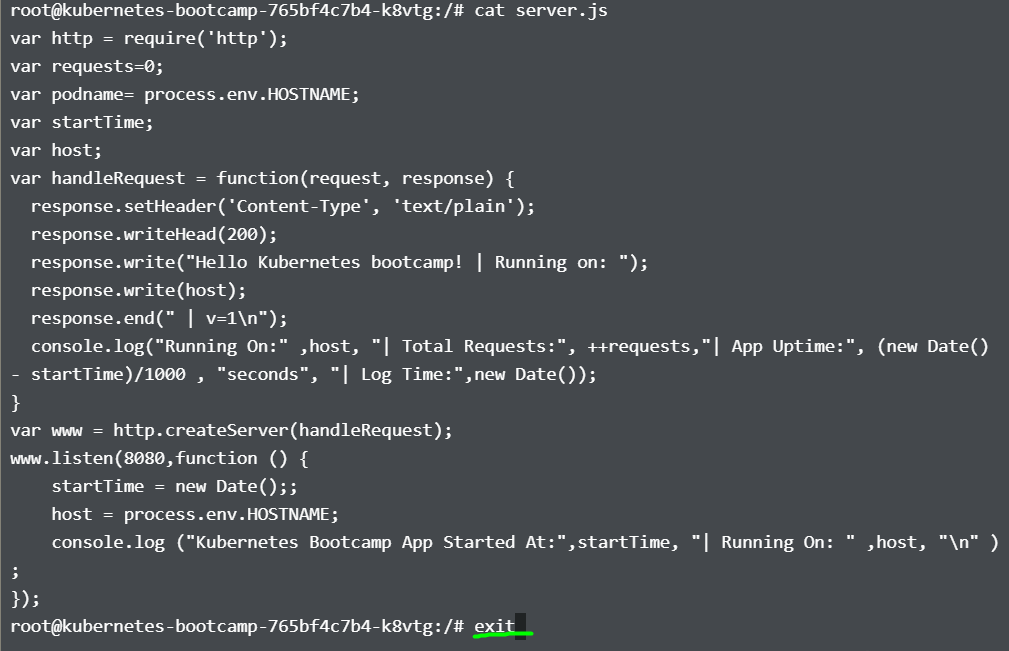 root@kubernetes-bootcamp-765bf4c7b4-k8vtg:/# cat server.js
var http = require('http');
var requests=0;
var podname= process.env.HOSTNAME;
var startTime;
var host;
var handleRequest = function(request, response) {
  response.setHeader('Content-Type', 'text/plain');
  response.writeHead(200);
  response.write("Hello Kubernetes bootcamp! | Running on: ");
  response.write(host);
  response.end(" | v=1\n");
  console.log("Running On:" ,host, "| Total Requests:", ++requests,"| App Uptime:", (new Date()
- startTime)/1000 , "seconds", "| Log Time:",new Date());
}
var www = http.createServer(handleRequest);
www.listen(8080,function () {
    startTime = new Date();;
    host = process.env.HOSTNAME;
    console.log ("Kubernetes Bootcamp App Started At:",startTime, "| Running On: " ,host, "\n" )
;
});
root@kubernetes-bootcamp-765bf4c7b4-k8vtg:/# exit